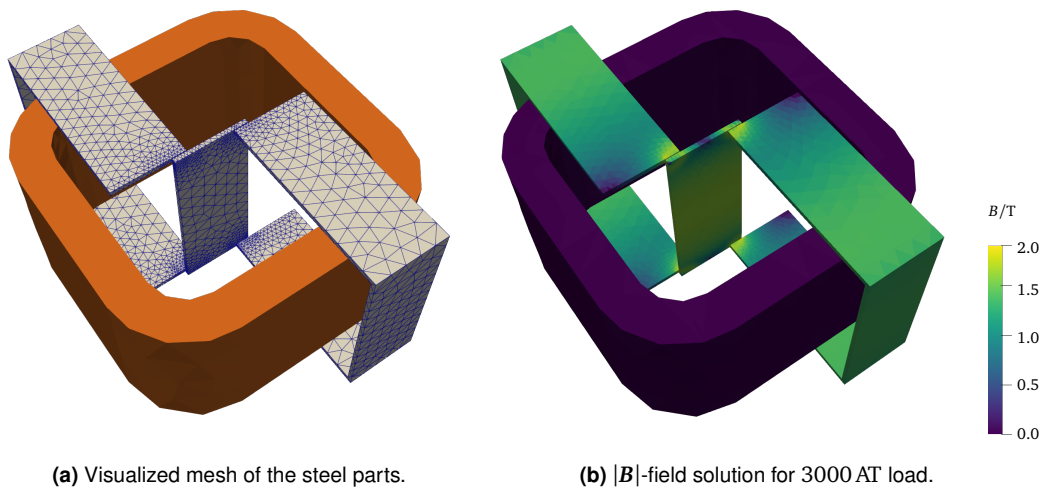 B/T
2.0
1.5
1.0
0.5
0.0
(a) Visualized mesh of the steel parts.
(b) |B|-field solution for 3000 AT load.